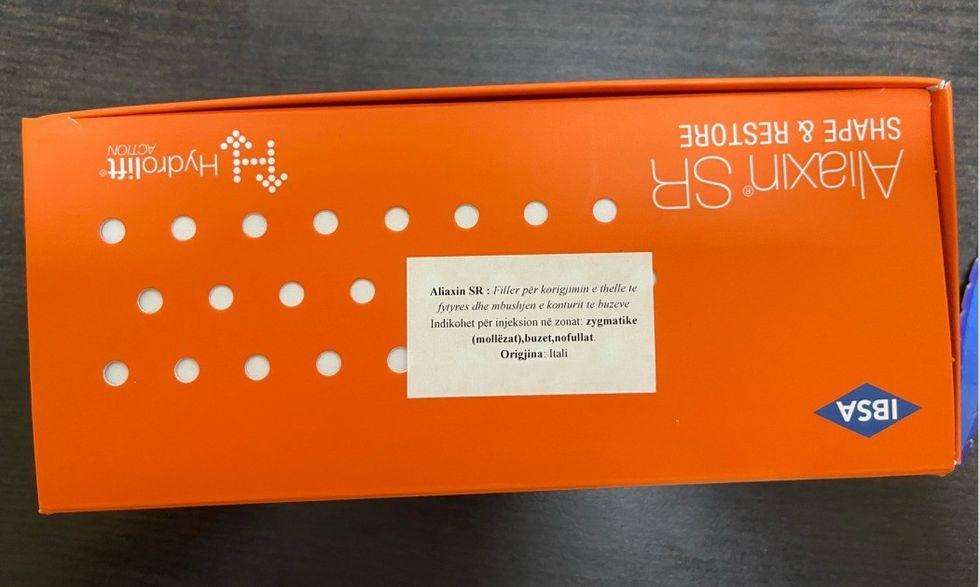 Aliaxin® SR
SHAPE & RESTORE
Hydrolift®
ACTION
Aliaxin SR : Filler për korigjimin e thelle te
fytyres dhe mbushjen e konturit te buzeve
Indikohet për injeksion në zonat: zygmatike
(mollëzat),buzet,nofullat.
Origjina: Itali
IBSA